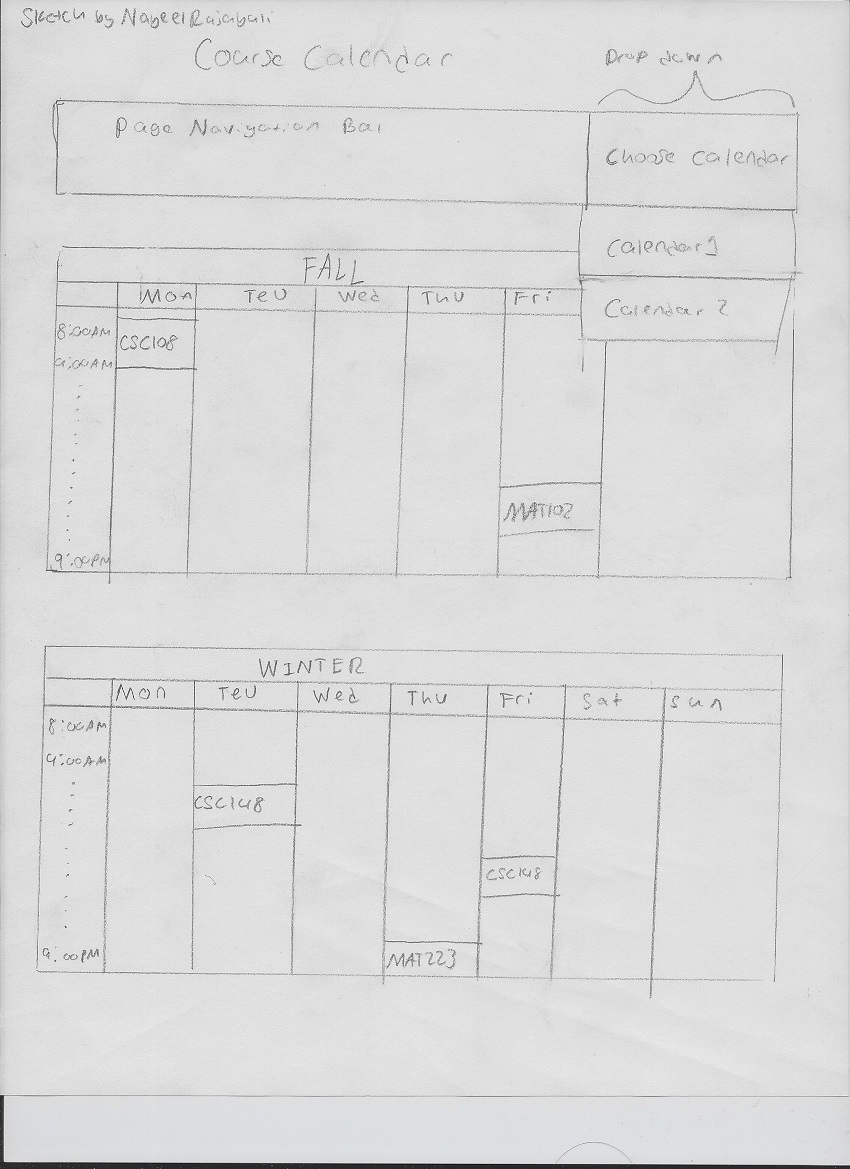 Sketch by Nabeel Rajabali
Course Calendar
Drop down
Page Navigation Bar
Choose Calendar
Calendar 1
Calendar 2
FALL
Mon TeU Wed Thu Fri
8:00AM
CSC108
9:00AM
MAT102
9:00PM
WINTER
Mon TeU Wed Thu Fri Sat Sun
8:00AM
9:00AM
CSC148
CSC148
9:00PM
MAT223